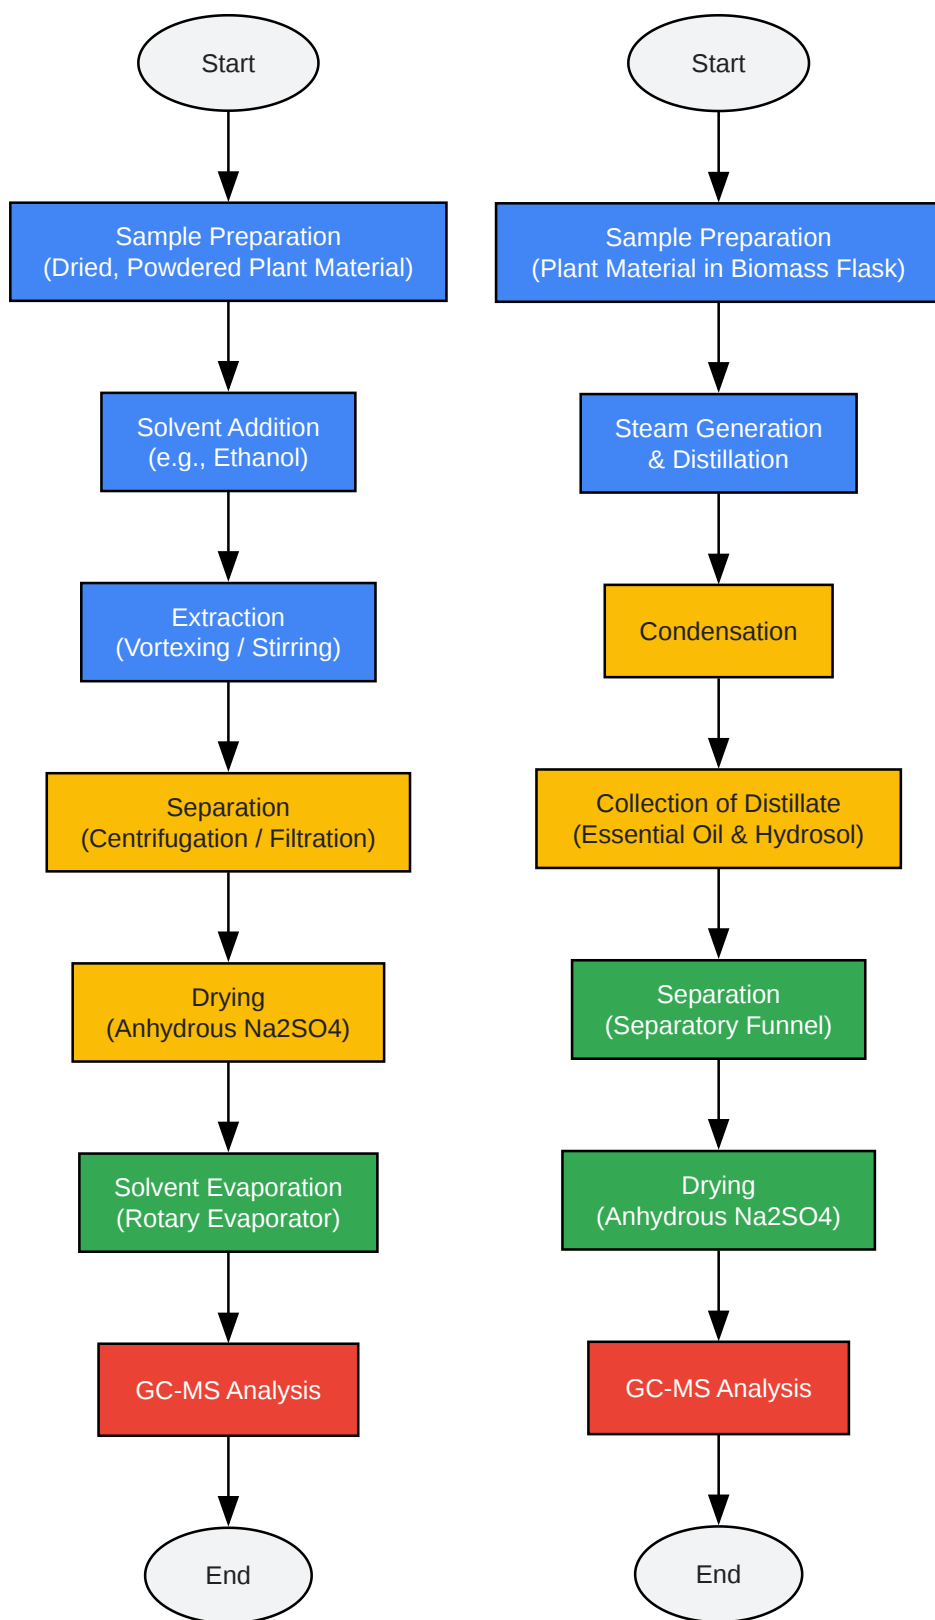 Start
Sample Preparation
(Dried, Powdered Plant Material)
Solvent Addition
(e.g., Ethanol)
Extraction
(Vortexing / Stirring)
Separation
(Centrifugation / Filtration)
Drying
(Anhydrous Na2SO4)
Solvent Evaporation
(Rotary Evaporator)
GC-MS Analysis
End
Start
Sample Preparation
(Plant Material in Biomass Flask)
Steam Generation
& Distillation
Condensation
Collection of Distillate
(Essential Oil & Hydrosol)
Separation
(Separatory Funnel)
Drying
(Anhydrous Na2SO4)
GC-MS Analysis
End